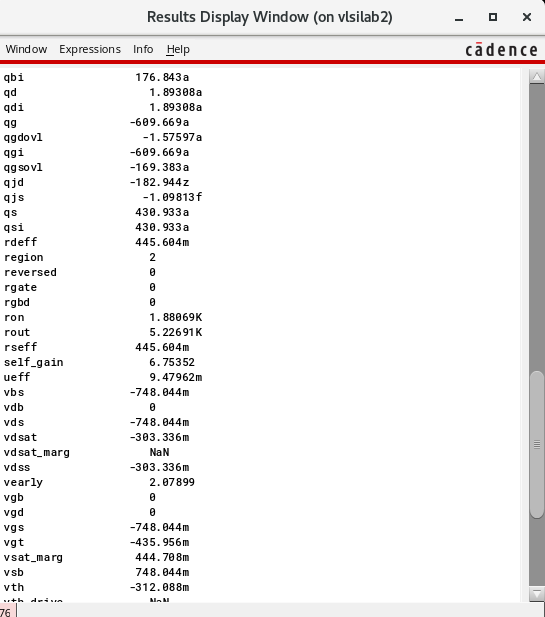 Results Display Window (on vlsilab2)
Window Expressions Info Help cādence
qbi 176.843a
qd 1.89308a
qdi 1.89308a
qg -609.669a
qgdovl -1.57597a
qgi -609.669a
qgsovl -169.383a
qjd -182.944z
qjs -1.09813f
qs 430.933a
qsi 430.933a
rdeff 445.604m
region 2
reversed 0
rgate 0
rgbd 0
ron 1.88069K
rout 5.22691K
rseff 445.604m
self_gain 6.75352
ueff 9.47962m
vbs -748.044m
vdb 0
vds -748.044m
vdsat -303.336m
vdsat_marg NaN
vdss -303.336m
vearly 2.07899
vgb 0
vgd 0
vgs -748.044m
vgt -435.956m
vsat_marg 444.708m
vsb 748.044m
vth -312.088m
vth_drive NaN
76